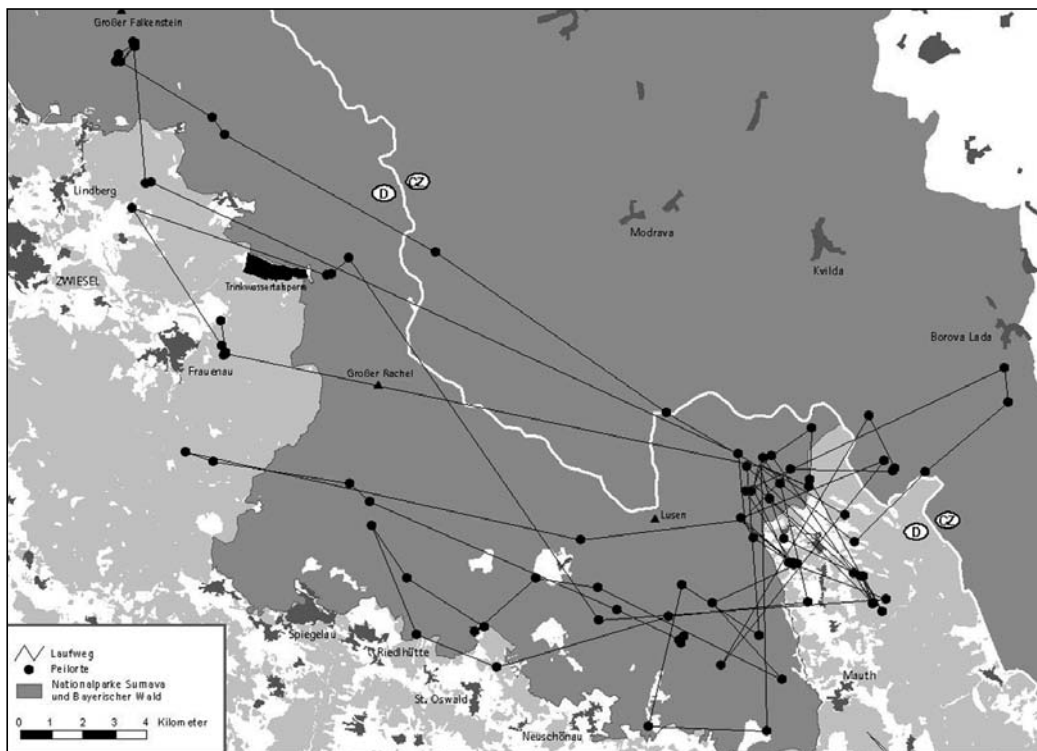 Großer Falkenstein
D
CZ
Lindberg
Modrava
Kvilda
ZWIESEL
Trinkwassertalsperre
Borova Lada
Frauenau
Großer Rachel
Lusen
D
CZ
Spiegelau
Riedlhütte
St. Oswald
Mauth
Neuschönau
Laufweg
Peilorte
Nationalparke Sumava
und Bayerischer Wald
0 1 2 3 4 Kilometer